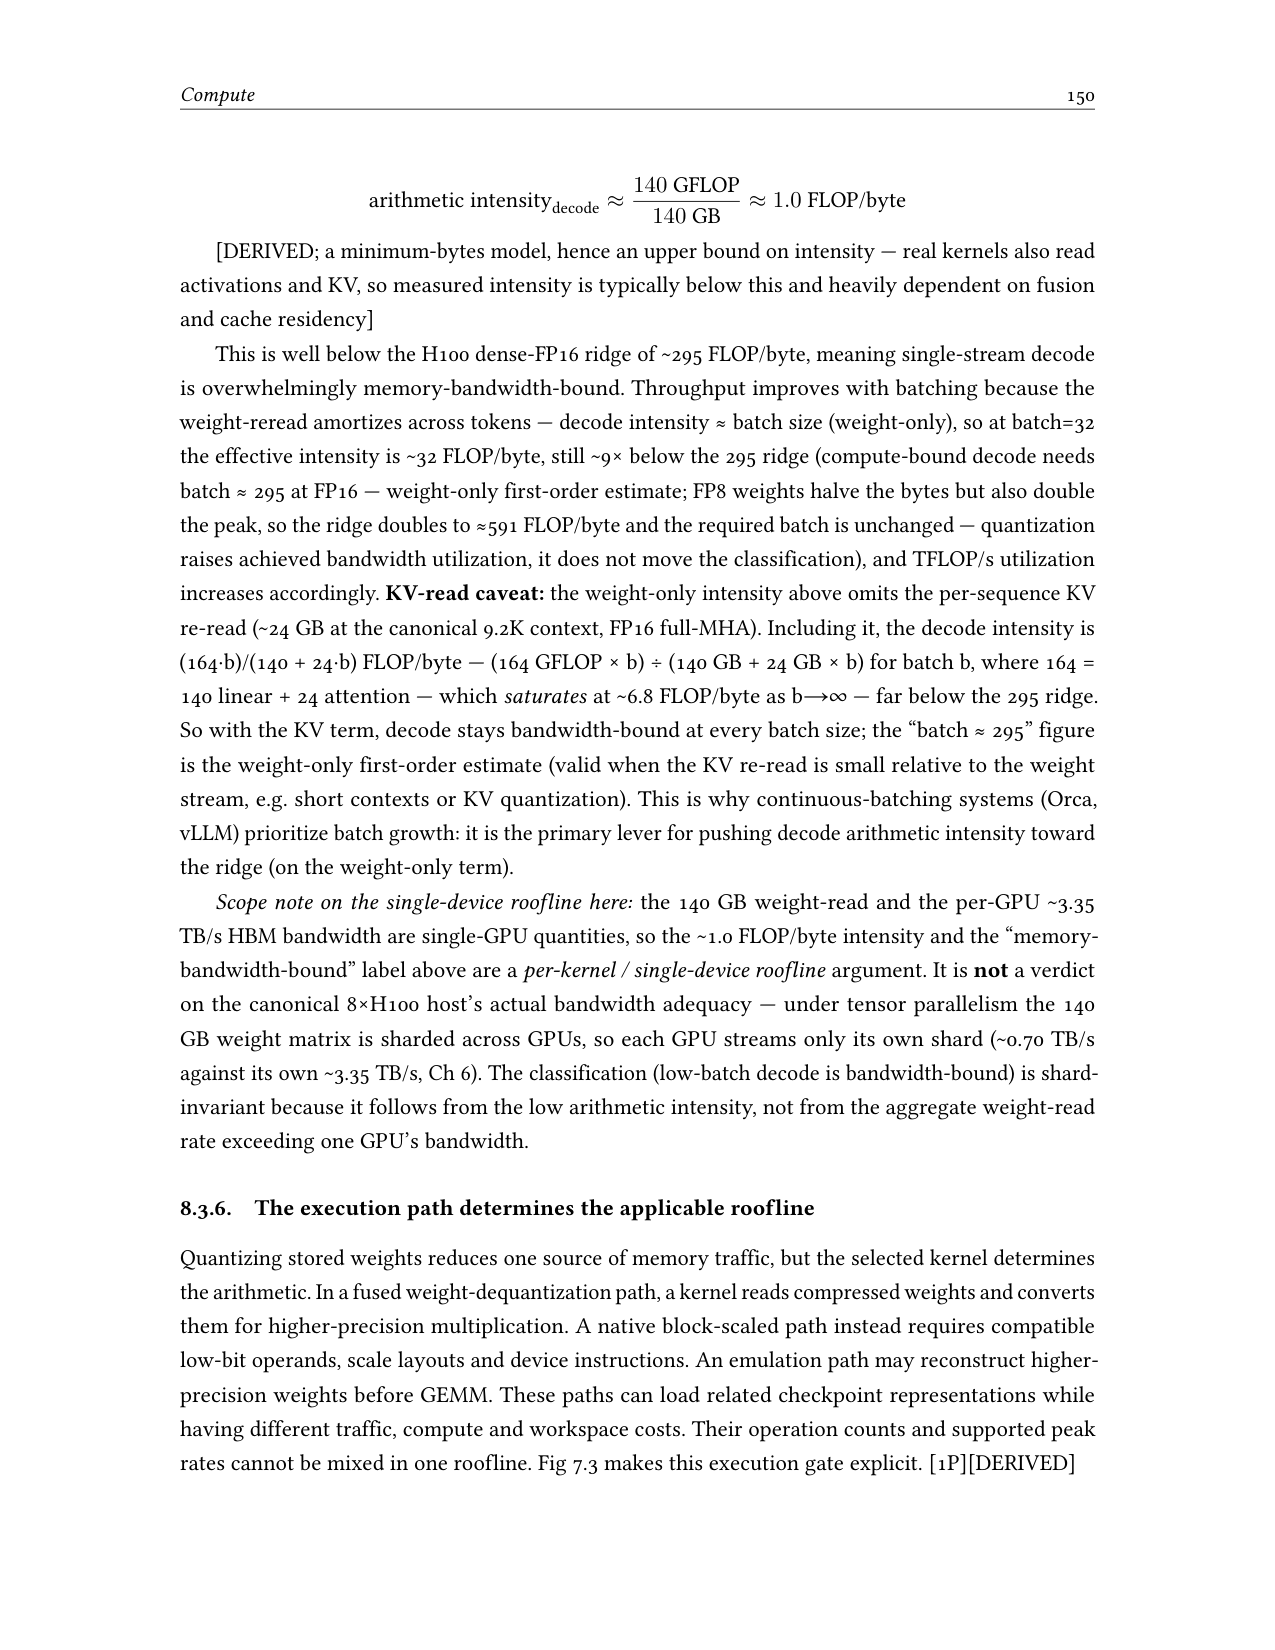 Compute 150
arithmetic intensity_decode ≈ 140 GFLOP / 140 GB ≈ 1.0 FLOP/byte
[DERIVED; a minimum-bytes model, hence an upper bound on intensity — real kernels also read
activations and KV, so measured intensity is typically below this and heavily dependent on fusion
and cache residency]
This is well below the H100 dense-FP16 ridge of ~295 FLOP/byte, meaning single-stream decode
is overwhelmingly memory-bandwidth-bound. Throughput improves with batching because the
weight-reread amortizes across tokens — decode intensity ≈ batch size (weight-only), so at batch=32
the effective intensity is ~32 FLOP/byte, still ~9× below the 295 ridge (compute-bound decode needs
batch ≈ 295 at FP16 — weight-only first-order estimate; FP8 weights halve the bytes but also double
the peak, so the ridge doubles to ≈591 FLOP/byte and the required batch is unchanged — quantization
raises achieved bandwidth utilization, it does not move the classification), and TFLOP/s utilization
increases accordingly. KV-read caveat: the weight-only intensity above omits the per-sequence KV
re-read (~24 GB at the canonical 9.2K context, FP16 full-MHA). Including it, the decode intensity is
(164·b)/(140 + 24·b) FLOP/byte — (164 GFLOP × b) ÷ (140 GB + 24 GB × b) for batch b, where 164 =
140 linear + 24 attention — which saturates at ~6.8 FLOP/byte as b⟶∞ — far below the 295 ridge.
So with the KV term, decode stays bandwidth-bound at every batch size; the “batch ≈ 295” figure
is the weight-only first-order estimate (valid when the KV re-read is small relative to the weight
stream, e.g. short contexts or KV quantization). This is why continuous-batching systems (Orca,
vLLM) prioritize batch growth: it is the primary lever for pushing decode arithmetic intensity toward
the ridge (on the weight-only term).
Scope note on the single-device roofline here: the 140 GB weight-read and the per-GPU ~3.35
TB/s HBM bandwidth are single-GPU quantities, so the ~1.0 FLOP/byte intensity and the “memory-
bandwidth-bound” label above are a per-kernel / single-device roofline argument. It is not a verdict
on the canonical 8×H100 host’s actual bandwidth adequacy — under tensor parallelism the 140
GB weight matrix is sharded across GPUs, so each GPU streams only its own shard (~0.70 TB/s
against its own ~3.35 TB/s, Ch 6). The classification (low-batch decode is bandwidth-bound) is shard-
invariant because it follows from the low arithmetic intensity, not from the aggregate weight-read
rate exceeding one GPU’s bandwidth.
8.3.6. The execution path determines the applicable roofline
Quantizing stored weights reduces one source of memory traffic, but the selected kernel determines
the arithmetic. In a fused weight-dequantization path, a kernel reads compressed weights and converts
them for higher-precision multiplication. A native block-scaled path instead requires compatible
low-bit operands, scale layouts and device instructions. An emulation path may reconstruct higher-
precision weights before GEMM. These paths can load related checkpoint representations while
having different traffic, compute and workspace costs. Their operation counts and supported peak
rates cannot be mixed in one roofline. Fig 7.3 makes this execution gate explicit. [1P][DERIVED]